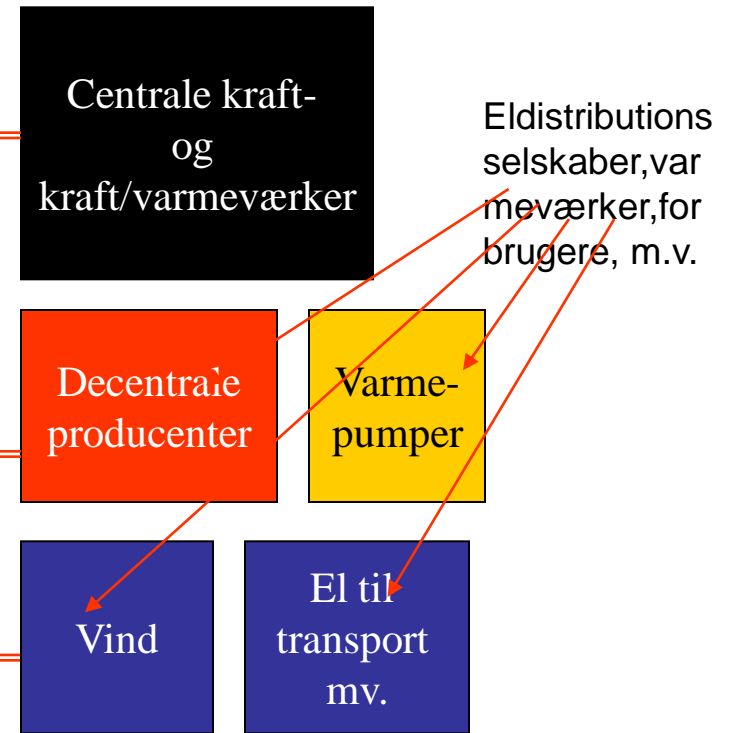 Centrale kraft-
og
kraft/varmeværker
Eldistributions
selskaber,var
meværker,for
brugere, m.v.
Decentrale
producenter
Varme-
pumper
Vind
El til
transport
mv.